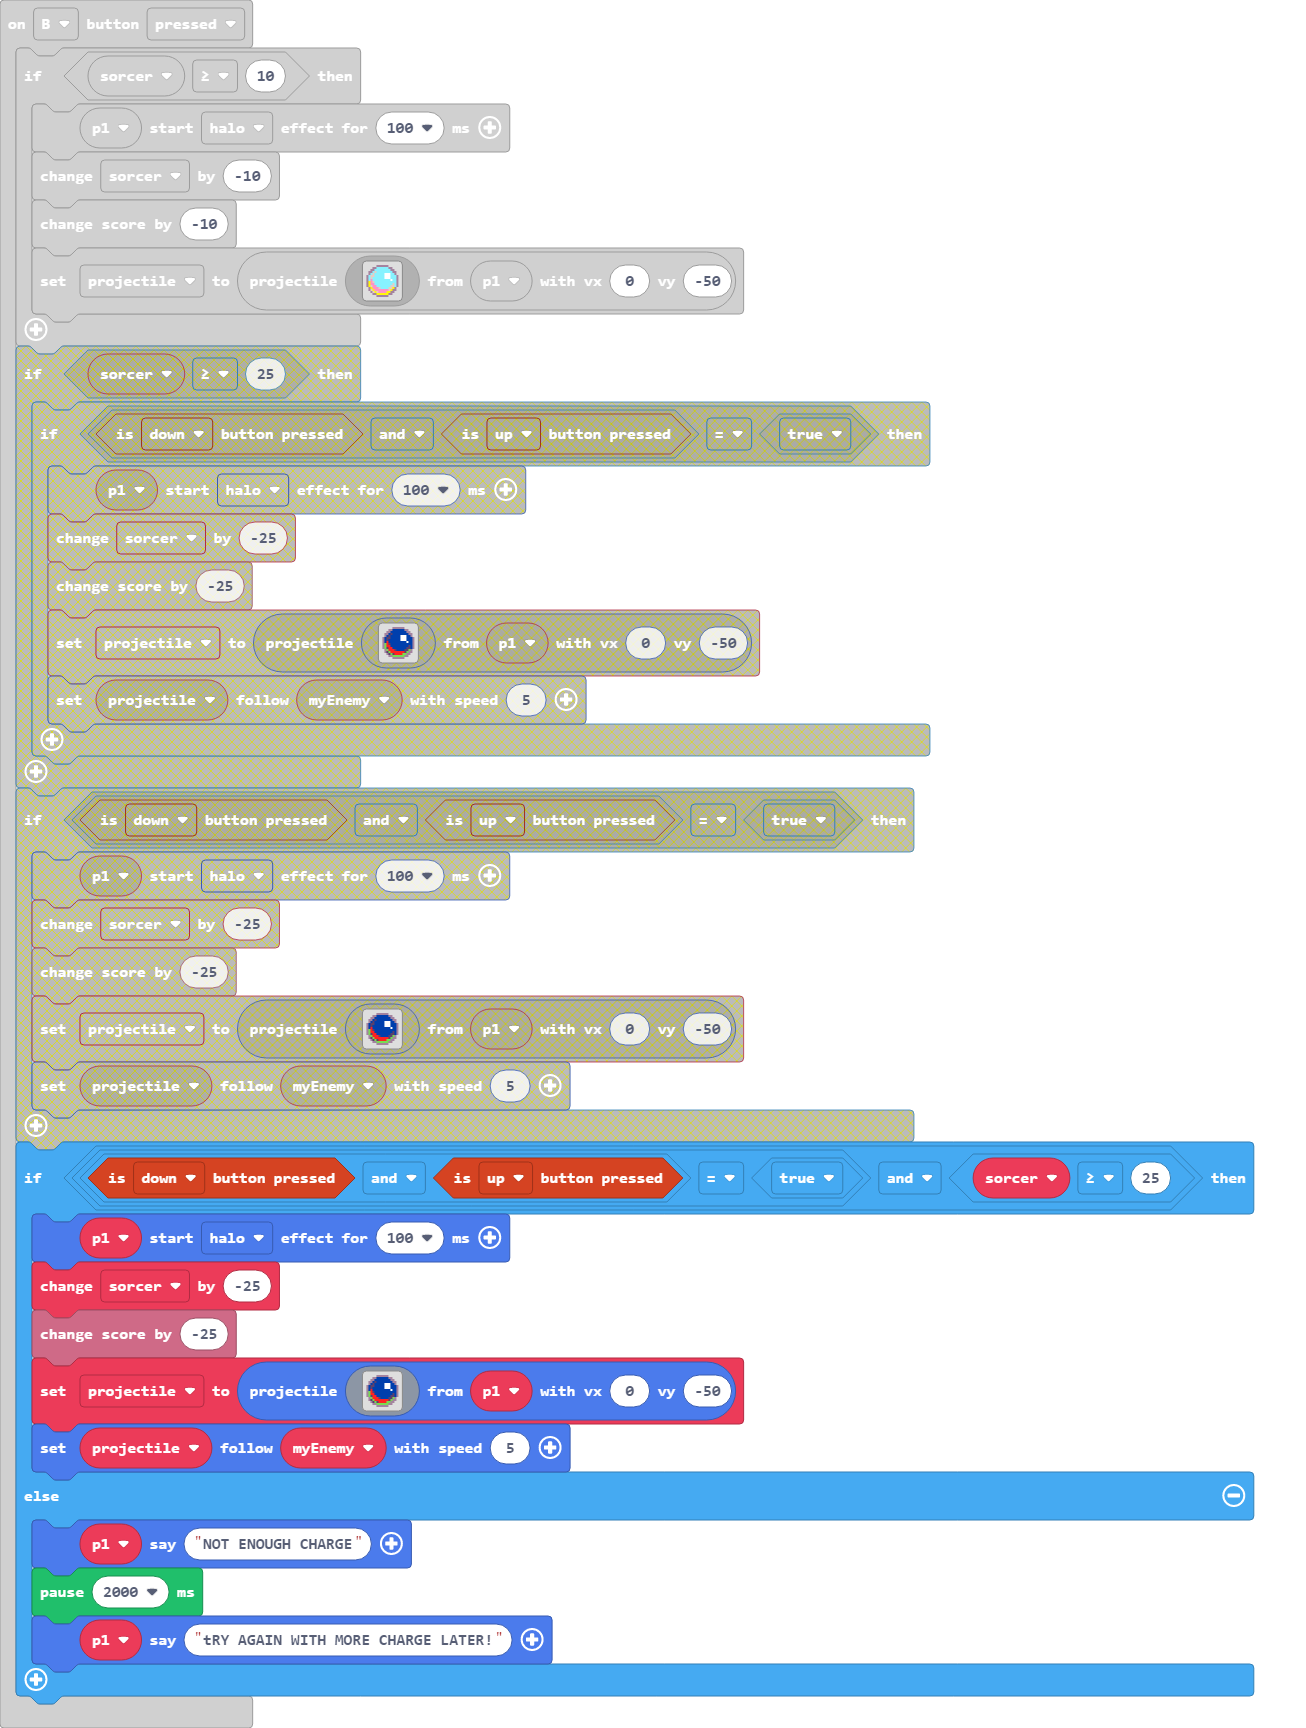 on B button pressed
if sorcer ≥ 10 then
p1 start halo effect for 100 ms
change sorcer by -10
change score by -10
set projectile to projectile from p1 with vx 0 vy -50
if sorcer ≥ 25 then
if is down button pressed and is up button pressed = true then
p1 start halo effect for 100 ms
change sorcer by -25
change score by -25
set projectile to projectile from p1 with vx 0 vy -50
set projectile follow myEnemy with speed 5
if is down button pressed and is up button pressed = true then
p1 start halo effect for 100 ms
change sorcer by -25
change score by -25
set projectile to projectile from p1 with vx 0 vy -50
set projectile follow myEnemy with speed 5
if is down button pressed and is up button pressed = true and sorcer ≥ 25 then
p1 start halo effect for 100 ms
change sorcer by -25
change score by -25
set projectile to projectile from p1 with vx 0 vy -50
set projectile follow myEnemy with speed 5
else
p1 say "NOT ENOUGH CHARGE"
pause 2000 ms
p1 say "tRY AGAIN WITH MORE CHARGE LATER!"